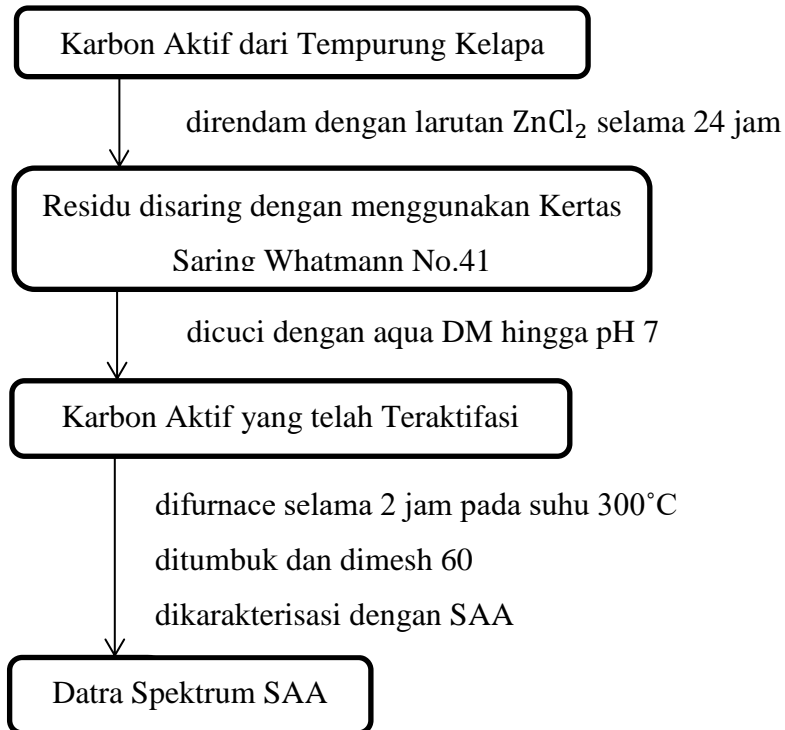 Karbon Aktif dari Tempurung Kelapa
direndam dengan larutan ZnCl₂ selama 24 jam
Residu disaring dengan menggunakan Kertas
Saring Whatmann No.41
dicuci dengan aqua DM hingga pH 7
Karbon Aktif yang telah Teraktifasi
difurnace selama 2 jam pada suhu 300˚C
ditumbuk dan dimesh 60
dikarakterisasi dengan SAA
Datra Spektrum SAA